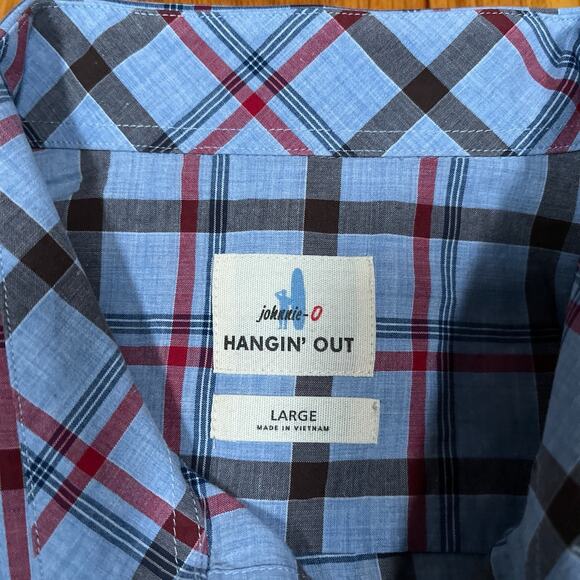 johnnie-O
HANGIN' OUT
LARGE
MADE IN VIETNAM